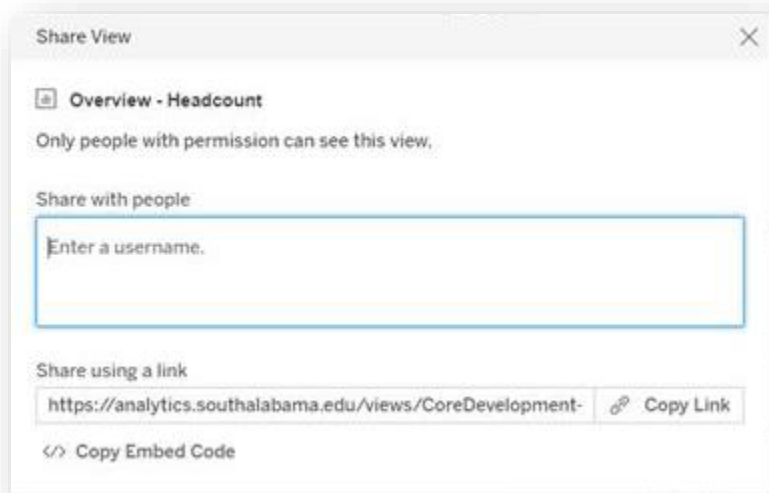 Share View
Overview - Headcount
Only people with permission can see this view.
Share with people
Enter a username.
Share using a link
https://analytics.southalabama.edu/views/CoreDevelopment- Copy Link
</> Copy Embed Code